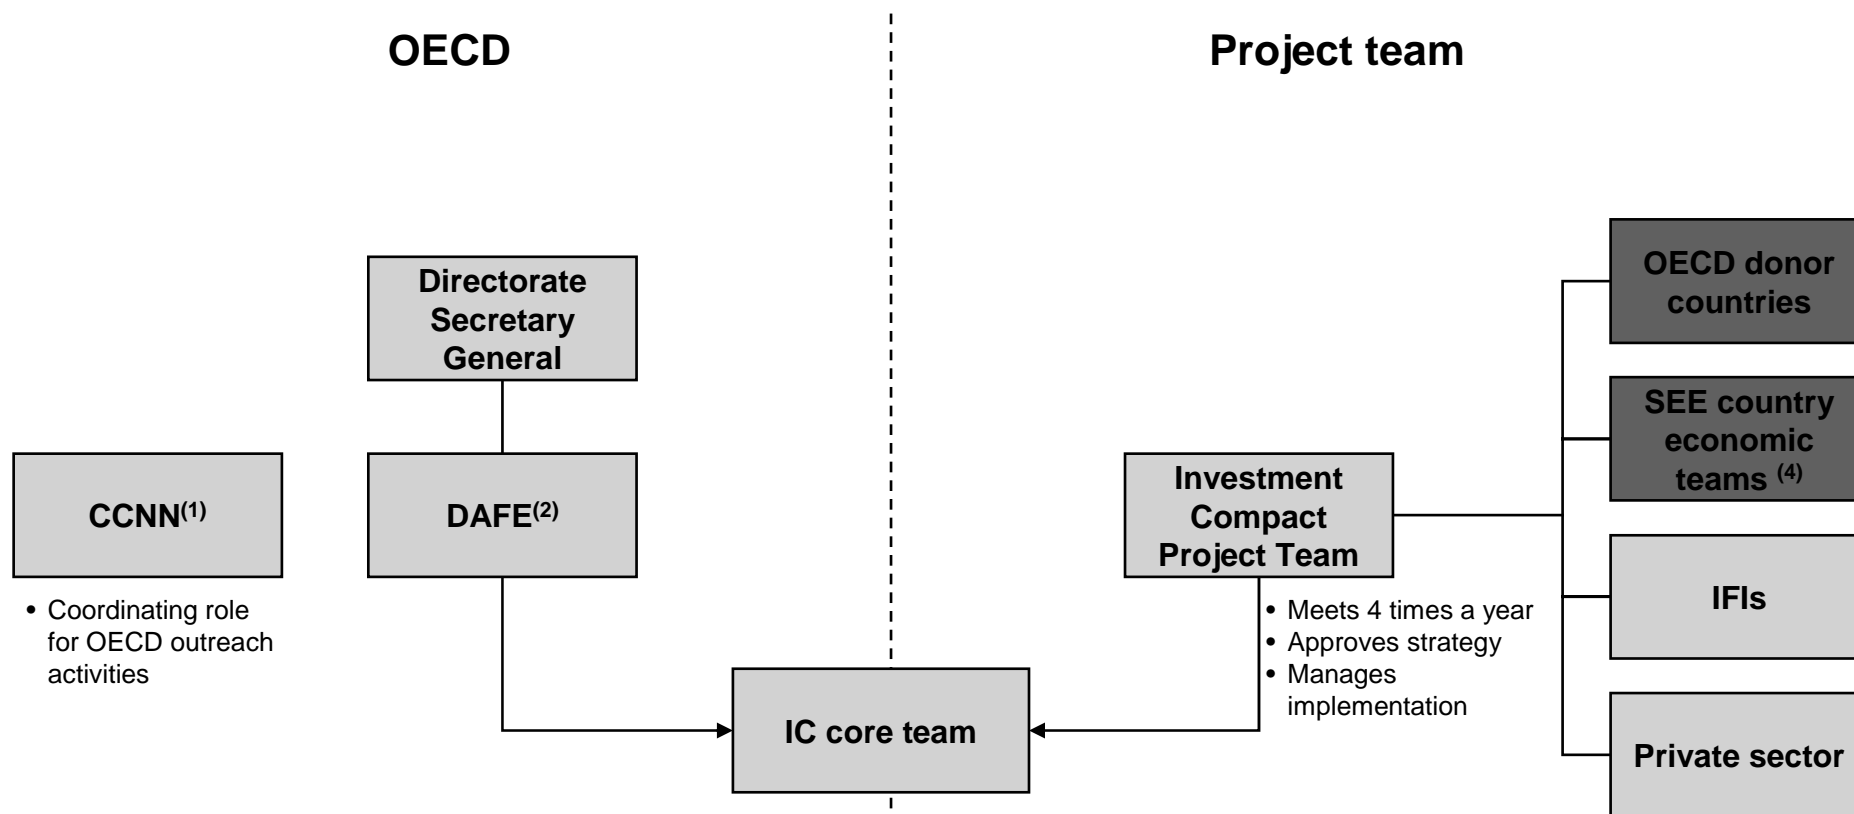 OECD
Project team
Directorate
Secretary
General
CCNN(1)
• Coordinating role
for OECD outreach
activities
DAFE(2)
IC core team
Investment
Compact
Project Team
• Meets 4 times a year
• Approves strategy
• Manages
implementation
OECD donor
countries
SEE country
economic
teams (4)
IFIs
Private sector